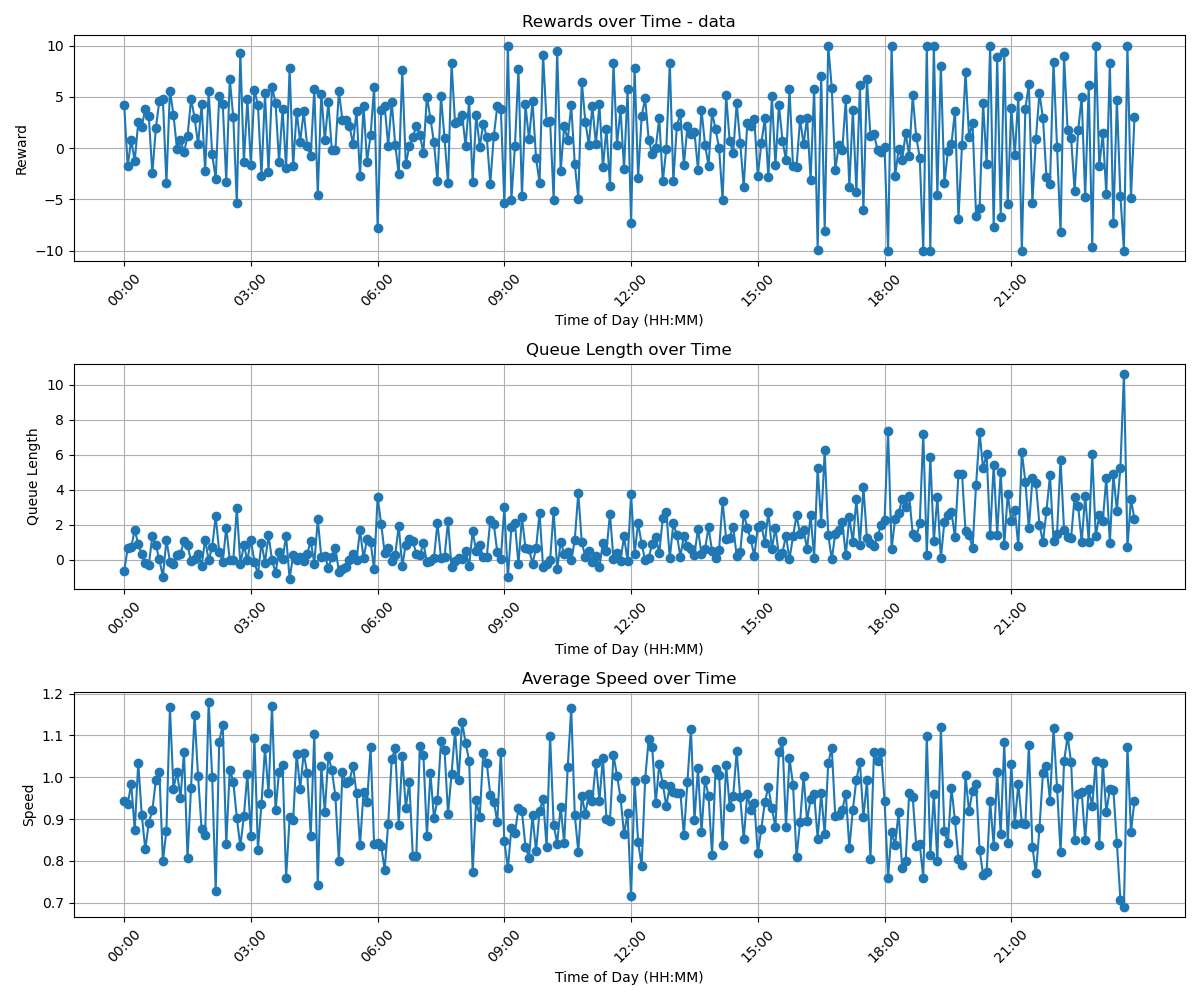 Rewards over Time - data
Reward
10
5
0
−5
−10
00:00 03:00 06:00 09:00 12:00 15:00 18:00 21:00
Time of Day (HH:MM)
Queue Length over Time
Queue Length
10
8
6
4
2
0
00:00 03:00 06:00 09:00 12:00 15:00 18:00 21:00
Time of Day (HH:MM)
Average Speed over Time
Speed
1.2
1.1
1.0
0.9
0.8
0.7
00:00 03:00 06:00 09:00 12:00 15:00 18:00 21:00
Time of Day (HH:MM)